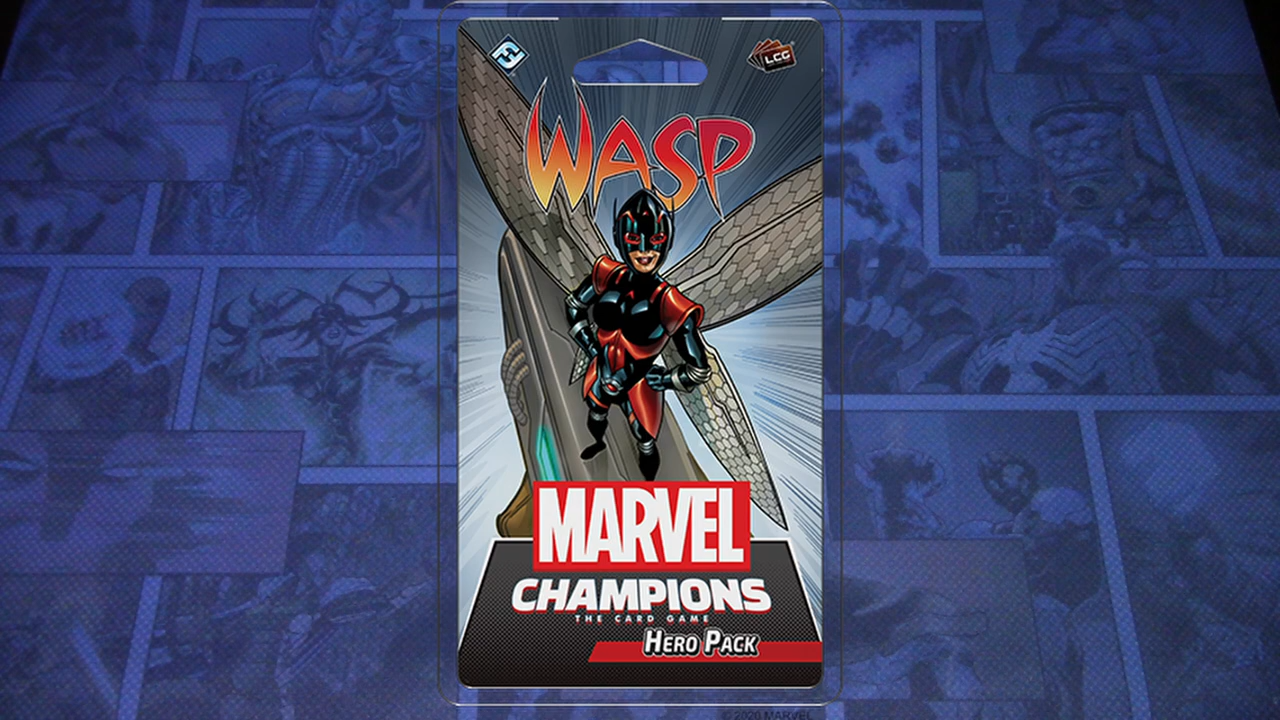 LCG
WASP
MARVEL
CHAMPIONS
THE CARD GAME
HERO PACK
© 2020 MARVEL